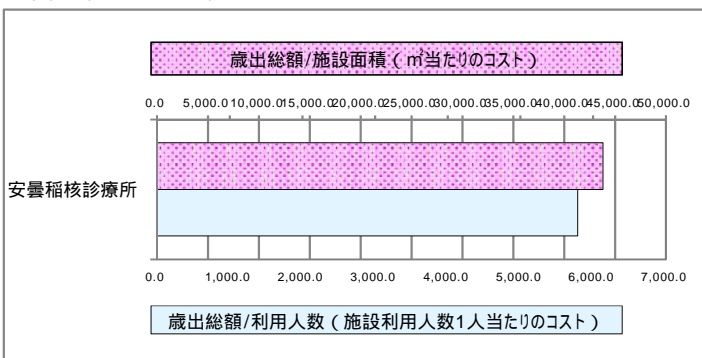 歳出総額/施設面積(㎡当たりのコスト)
0.0 5,000.0 10,000.0 15,000.0 20,000.0 25,000.0 30,000.0 35,000.0 40,000.0 45,000.0 50,000.0
安曇稲核診療所
0.0 1,000.0 2,000.0 3,000.0 4,000.0 5,000.0 6,000.0 7,000.0
歳出総額/利用人数(施設利用人数1人当たりのコスト)